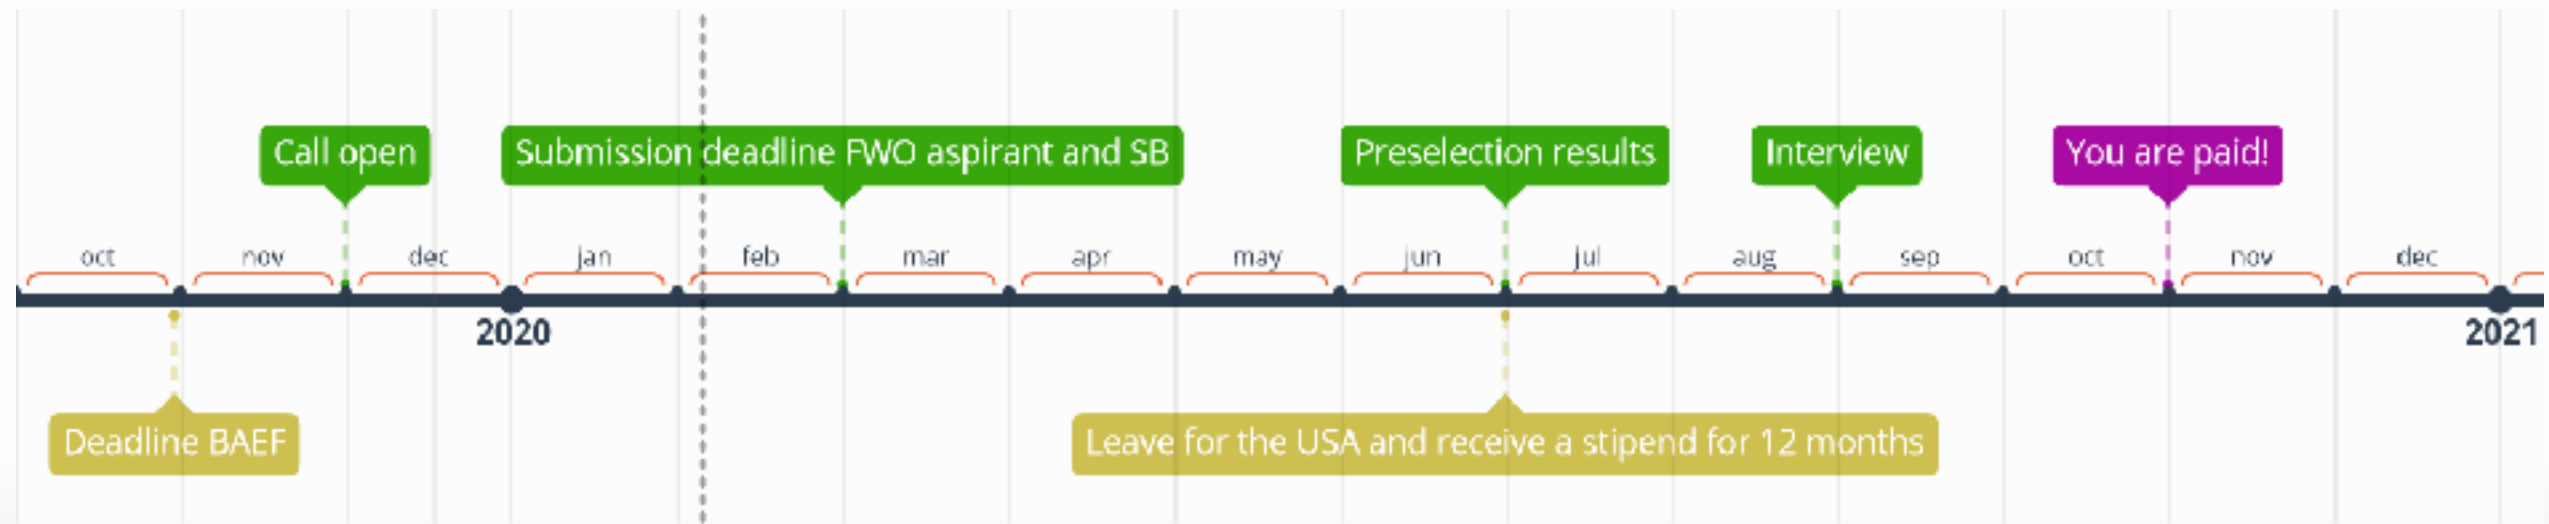 Call open
Submission deadline FWO aspirant and SB
Preselection results
Interview
You are paid!
oct nov dec jan feb mar apr may jun jul aug sep oct nov dec
2020 2021
Deadline BAEF
Leave for the USA and receive a stipend for 12 months